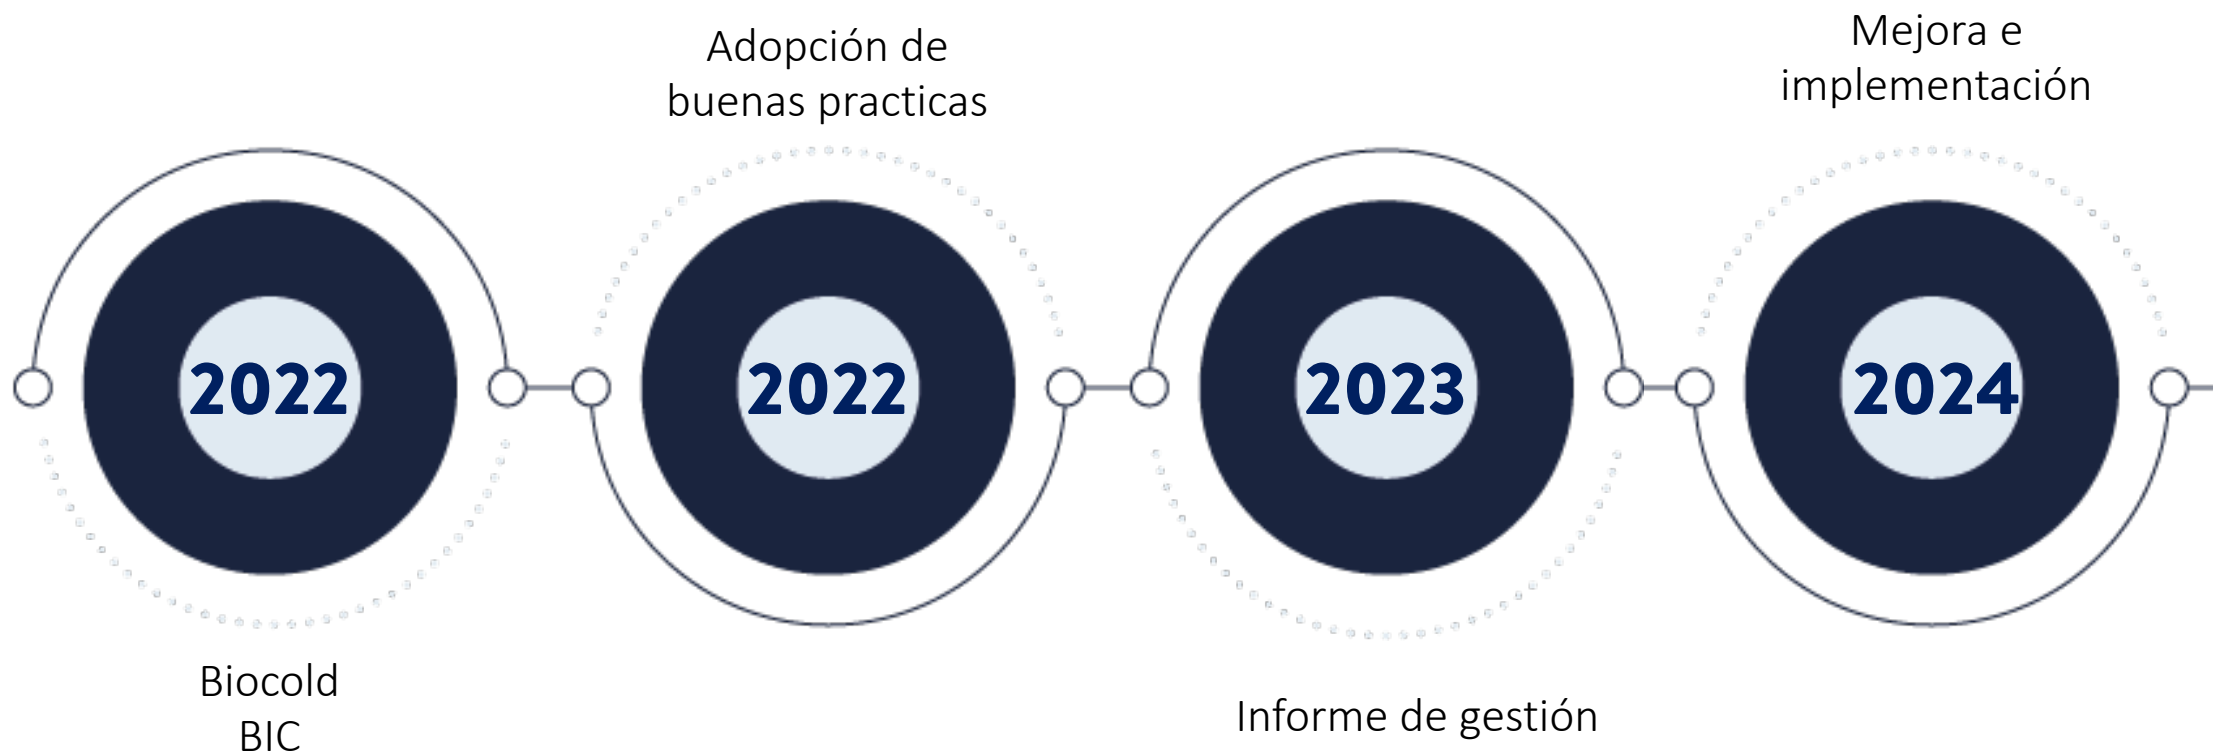 2022
Biocold
BIC
Adopción de
buenas practicas
2022
2023
Informe de gestión
Mejora e
implementación
2024